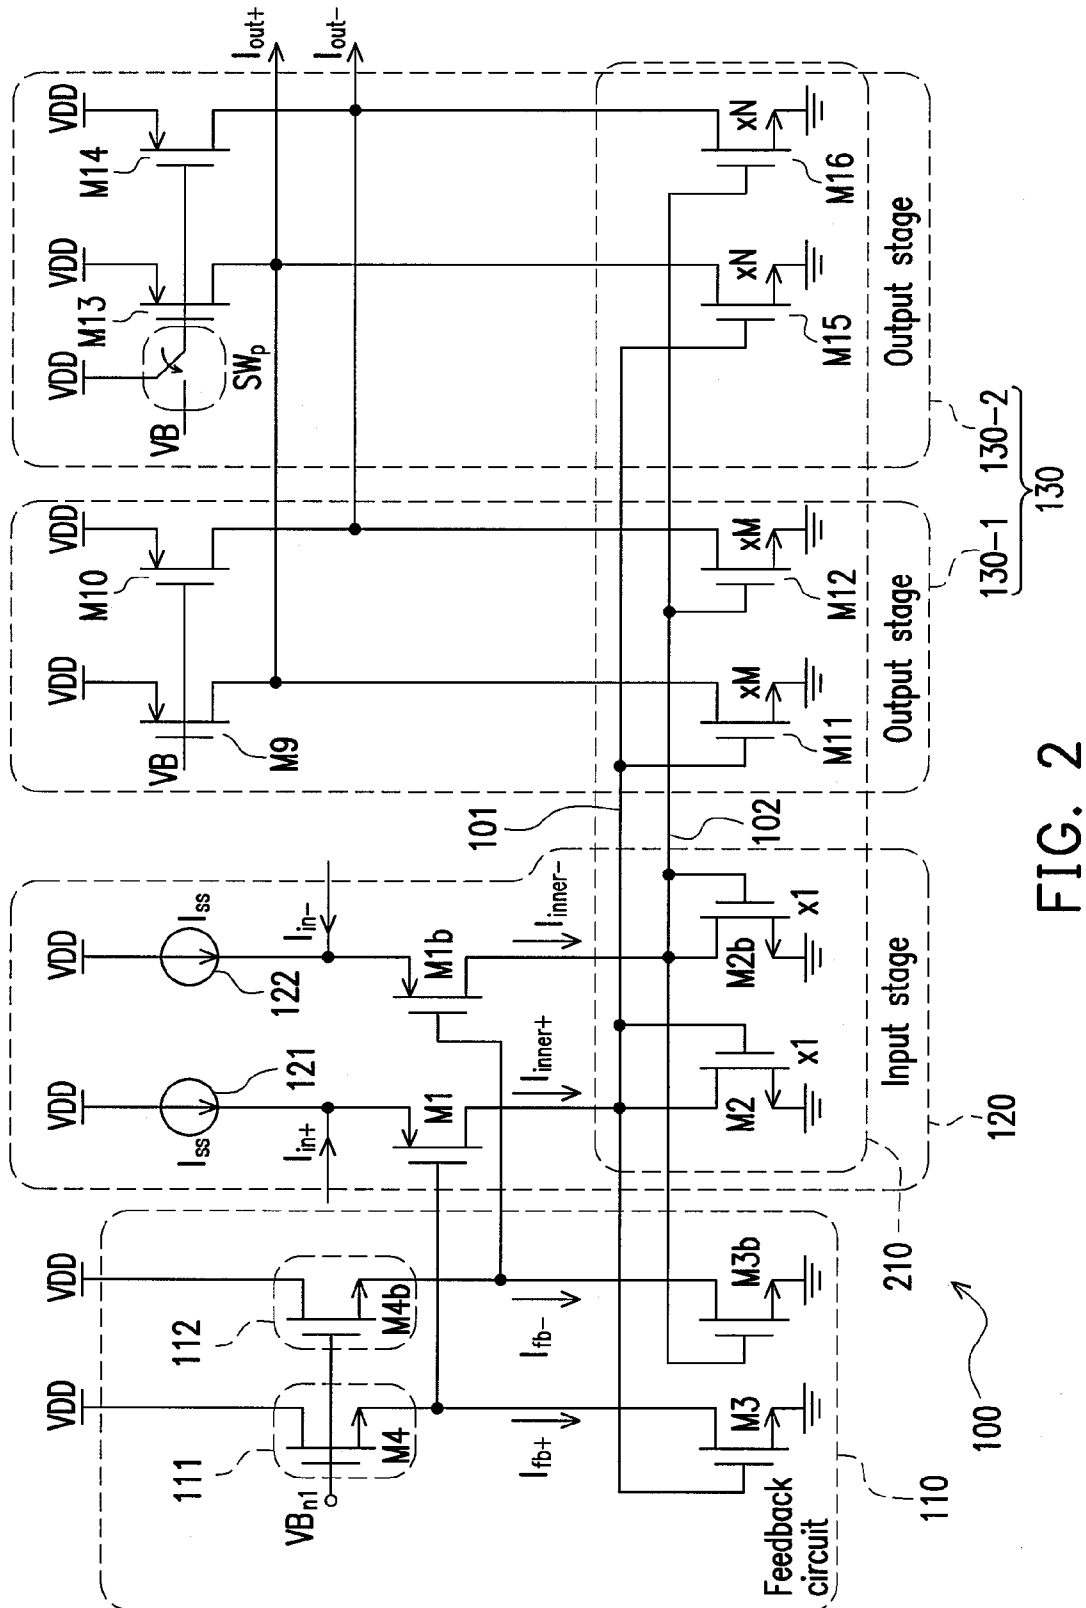 VDD
VDD
VDD
VDD
VDD
VDD
VDD
VDD
VDD
111
112
121
122
Iss
Iss
Iin+
Iin-
VBn1
M4
M4b
M1
M1b
VB
M9
M10
VB
SWp
M13
M14
Iout+
Iout-
Ifb+
Ifb-
Iinner+
Iinner-
101
102
M3
M3b
M2
x1
M2b
x1
M11
xM
M12
xM
M15
xN
M16
xN
Feedback
circuit
Input stage
Output stage
Output stage
110
210
120
130-1
130-2
130
100
FIG. 2